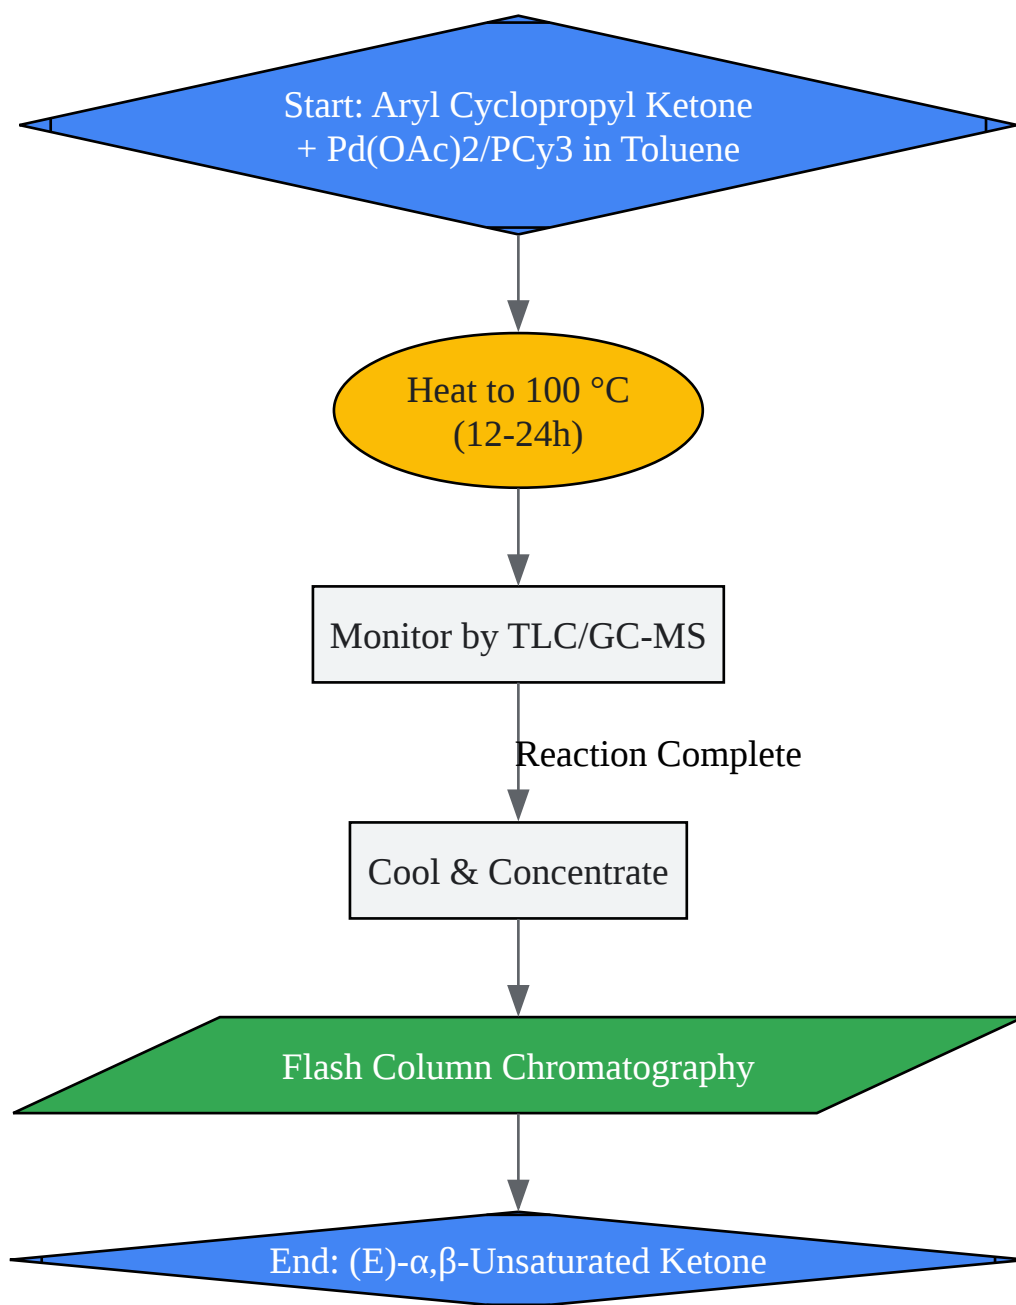 Start: Aryl Cyclopropyl Ketone
+ Pd(OAc)2/PCy3 in Toluene
Heat to 100 °C
(12-24h)
Monitor by TLC/GC-MS
Reaction Complete
Cool & Concentrate
Flash Column Chromatography
End: (E)-α,β-Unsaturated Ketone